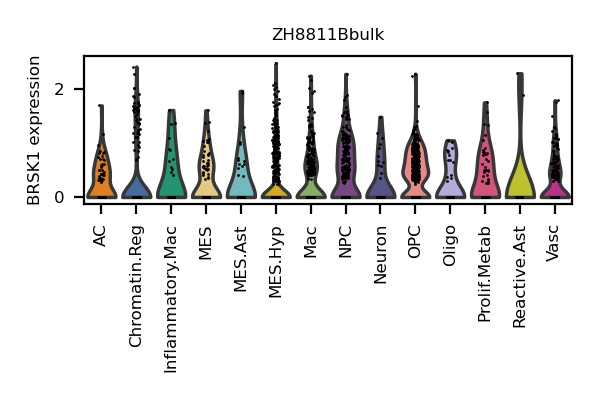 ZH8811Bbulk
BRSK1 expression
2
0
AC
Chromatin.Reg
Inflammatory.Mac
MES
MES.Ast
MES.Hyp
Mac
NPC
Neuron
OPC
Oligo
Prolif.Metab
Reactive.Ast
Vasc